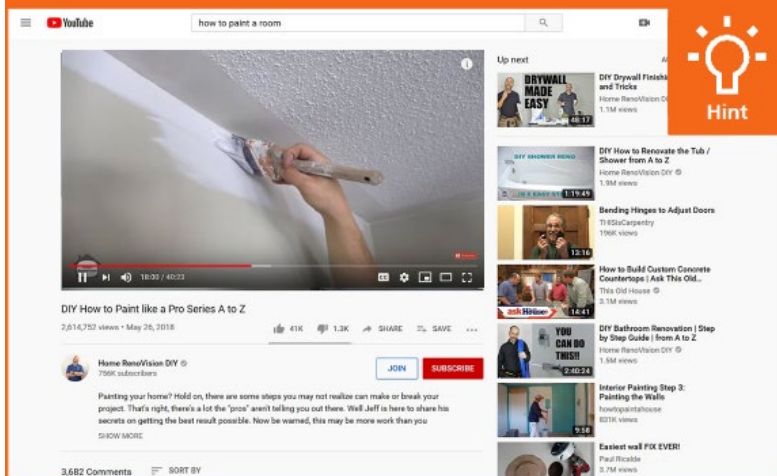 YouTube
how to paint a room
Hint
Up next
18:00 / 40:23
DIY How to Paint like a Pro Series A to Z
2,614,752 views • May 26, 2018
41K
1.3K
SHARE
SAVE
Home RenoVision DIY
756K subscribers
JOIN
SUBSCRIBE
Painting your home? Hold on, there are some steps you may not realize can make or break your
project. That's right, there's a lot the "pros" aren't telling you out there. Well Jeff is here to share his
secrets on getting the best result possible. Now be warned, this may be more work than you
SHOW MORE
3,682 Comments
SORT BY
DRYWALL
MADE
EASY
48:17
DIY Drywall
and Tricks
Home RenoVision
1.1M views
DIY SHOWER RENO
1:19:49
DIY How to Renovate the Tub /
Shower from A to Z
Home RenoVision DIY
1.9M views
13:16
Bending Hinges to Adjust Doors
THISisCarpentry
196K views
ask House
14:41
How to Build Custom Concrete
Countertops | Ask This Old...
This Old House
3.1M views
YOU
CAN DO
THIS!!
2:40:24
DIY Bathroom Renovation | Step
by Step Guide | from A to Z
Home RenoVision DIY
1.5M views
9:58
Interior Painting Step 3:
Painting the Walls
howtopaintahouse
831K views
Easiest wall FIX EVER!
Paul Ricalde
3.7M views